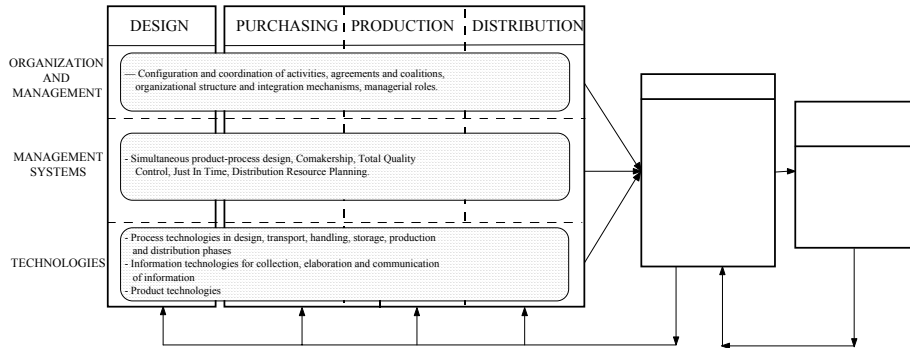 DESIGN PURCHASING PRODUCTION DISTRIBUTION
ORGANIZATION
AND
MANAGEMENT
— Configuration and coordination of activities, agreements and coalitions,
organizational structure and integration mechanisms, managerial roles.
MANAGEMENT
SYSTEMS
- Simultaneous product-process design, Comakership, Total Quality
Control, Just In Time, Distribution Resource Planning.
TECHNOLOGIES
- Process technologies in design, transport, handling, storage, production
and distribution phases
- Information technologies for collection, elaboration and communication
of information
- Product technologies